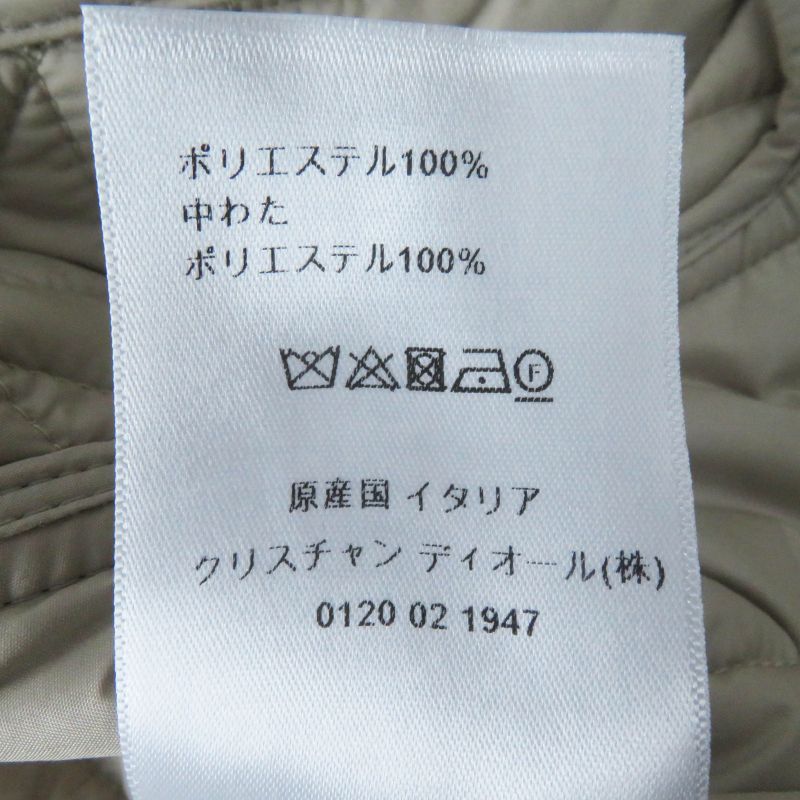 ポリエステル100%
中わた
ポリエステル100%
F
原産国 イタリア
クリスチャン ディオール(株)
0120 02 1947